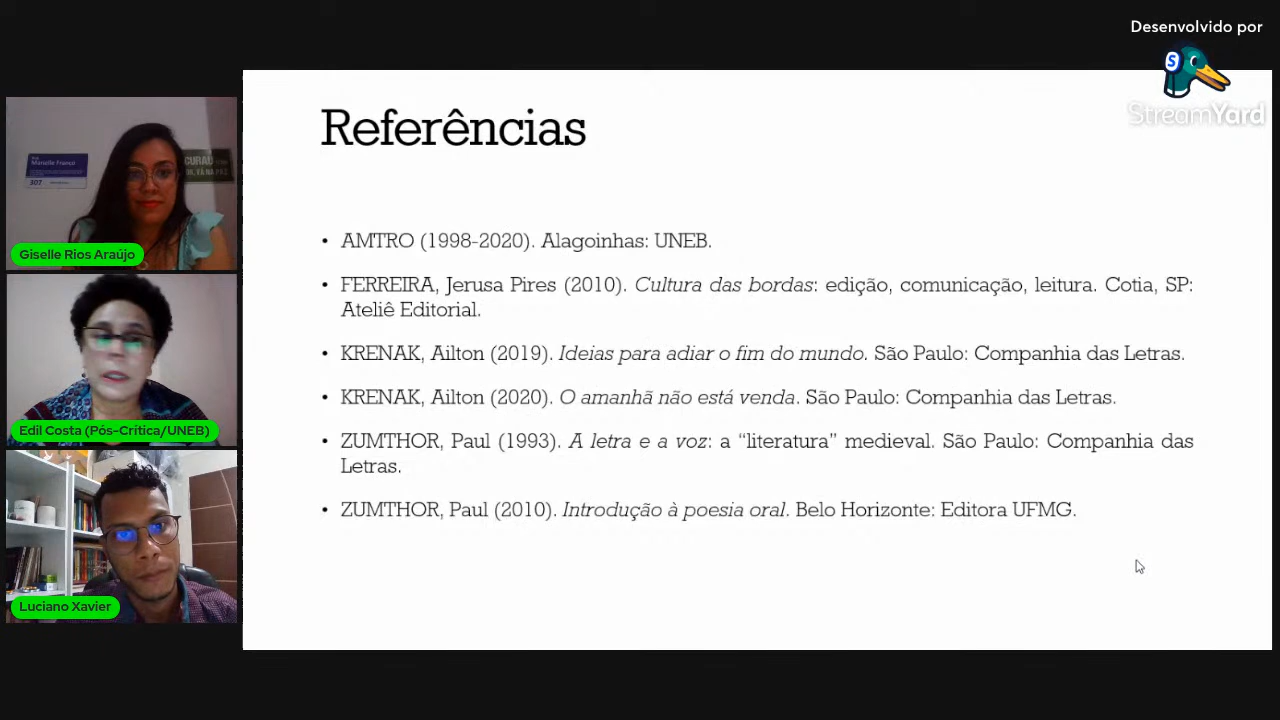 Desenvolvido por
StreamYard
Referências
• AMTRO (1998-2020). Alagoinhas: UNEB.
• FERREIRA, Jerusa Pires (2010). Cultura das bordas: edição, comunicação, leitura. Cotia, SP:
Ateliê Editorial.
• KRENAK, Ailton (2019). Ideias para adiar o fim do mundo. São Paulo: Companhia das Letras.
• KRENAK, Ailton (2020). O amanhã não está venda. São Paulo: Companhia das Letras.
• ZUMTHOR, Paul (1993). A letra e a voz: a “literatura” medieval. São Paulo: Companhia das
Letras.
• ZUMTHOR, Paul (2010). Introdução à poesia oral. Belo Horizonte: Editora UFMG.
Marielle Franco
307
Giselle Rios Araújo
Edil Costa (Pós-Crítica/UNEB)
Luciano Xavier